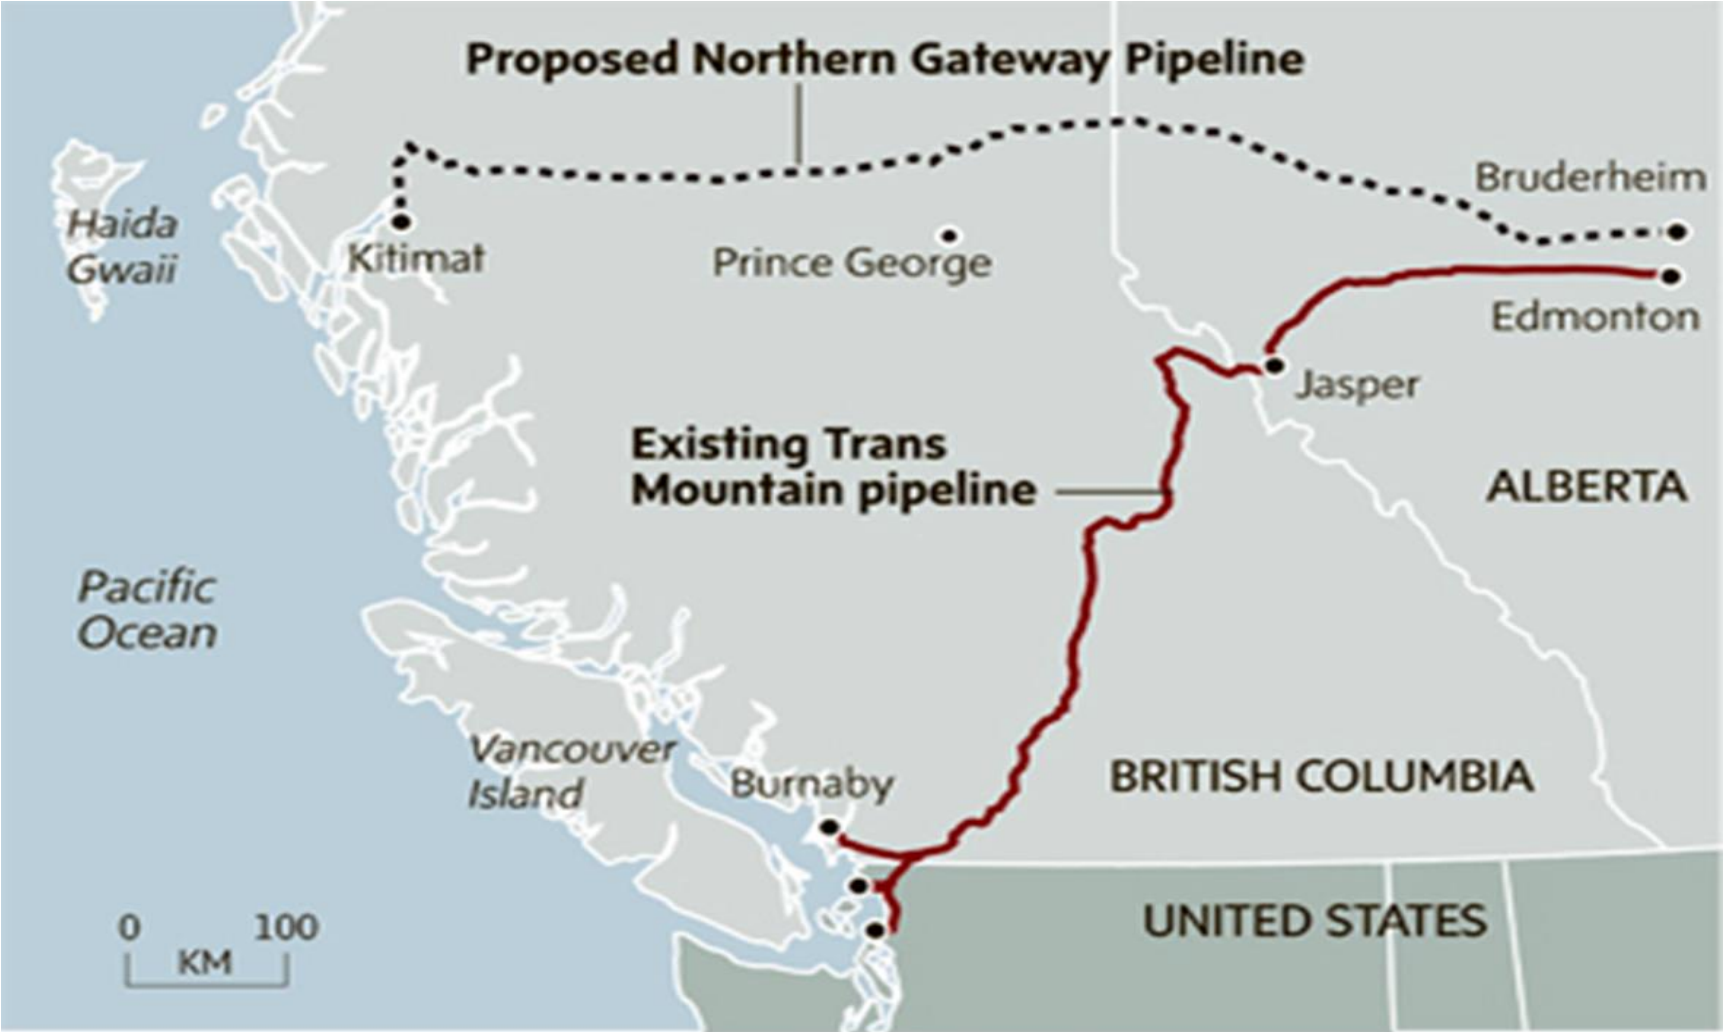 Proposed Northern Gateway Pipeline
Bruderheim
Haida
Gwaii
Kitimat
Prince George
Edmonton
Jasper
Existing Trans
Mountain pipeline
ALBERTA
Pacific
Ocean
Vancouver
Island
Burnaby
BRITISH COLUMBIA
UNITED STATES
0 100
KM